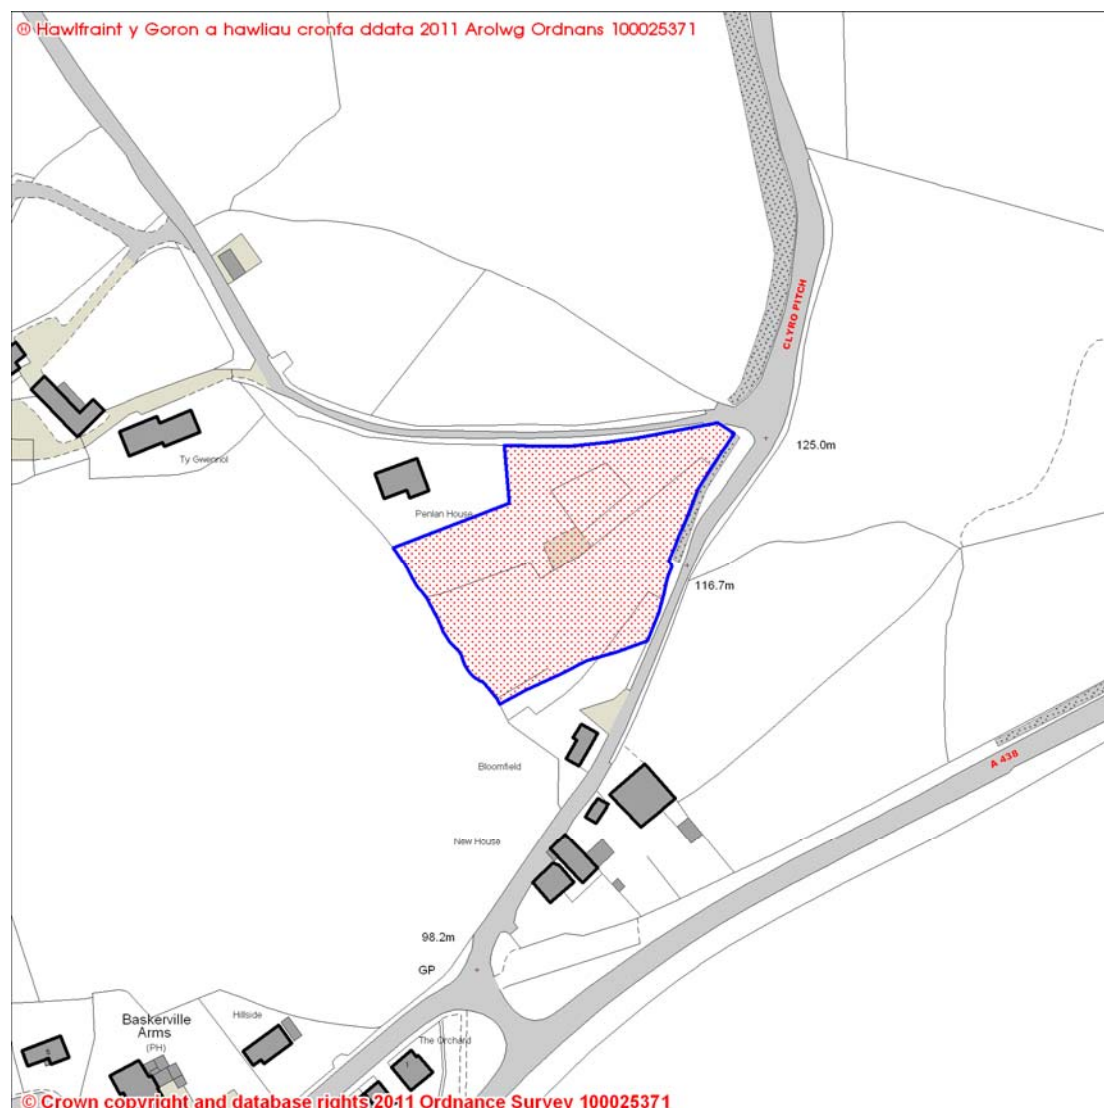 ® Hawlfraint y Goron a hawliau cronfa ddata 2011 Arolwg Ordnans 100025371
CLYRO PITCH
125.0m
Ty Gwennol
Penlan House
116.7m
A 438
Bloomfield
New House
98.2m
GP
Hillside
Baskerville
Arms
(PH)
The Orchard
© Crown copyright and database rights 2011 Ordnance Survey 100025371